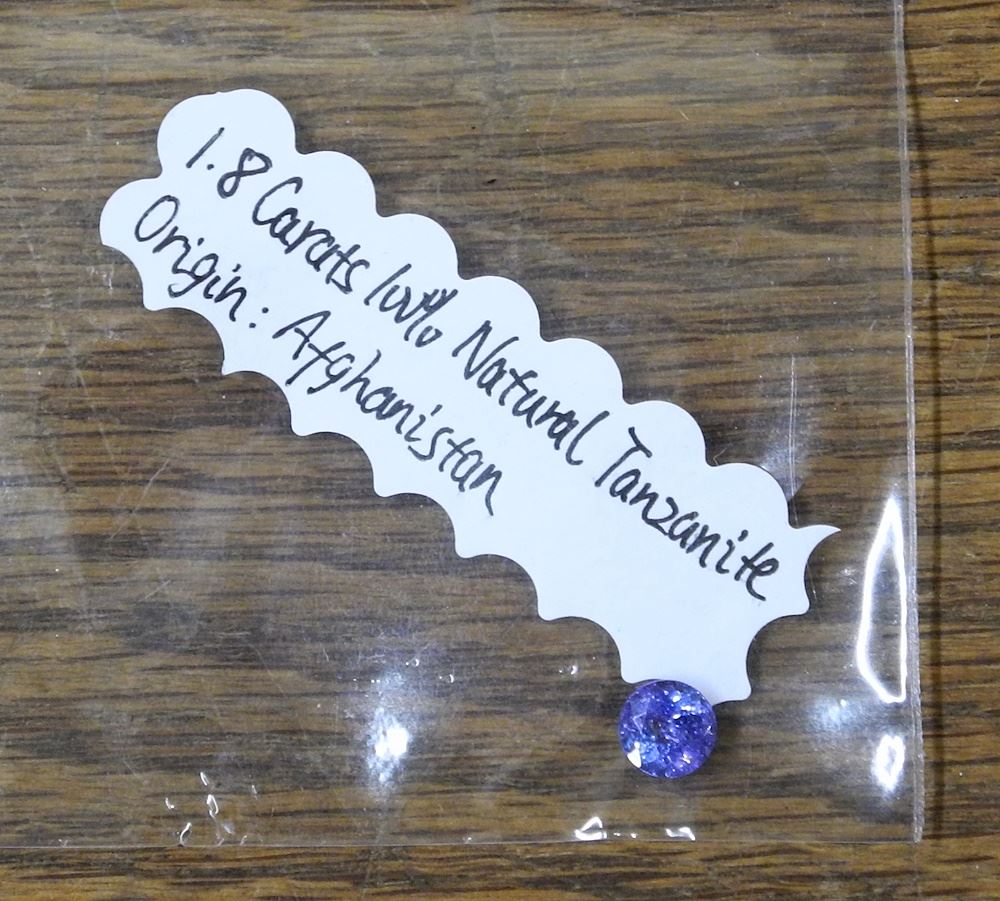 1.8 Carats 100% Natural Tanzanite
Origin: Afghanistan